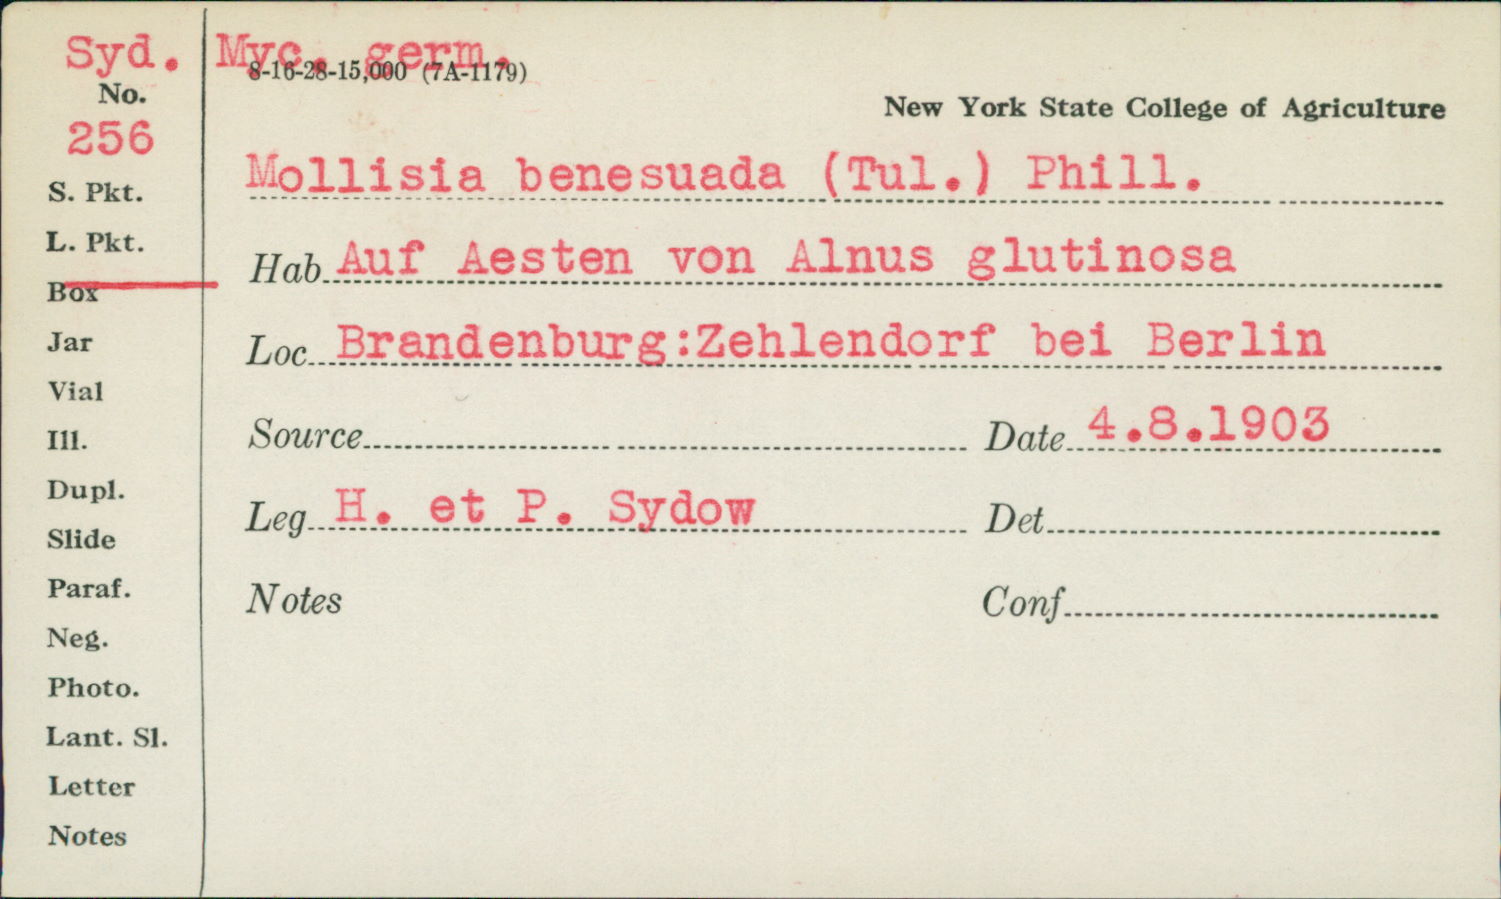 Syd. Myc. germ.
8-16-28-15,000 (7A-1179)
No.
256
New York State College of Agriculture
Mollisia benesuada (Tul.) Phill.
S. Pkt.
L. Pkt.
Hab Auf Aesten von Alnus glutinosa
Box
Jar
Loc Brandenburg:Zehlendorf bei Berlin
Vial
Ill.
Source Date 4.8.1903
Dupl.
Slide
Leg H. et P. Sydow Det
Paraf.
Notes Conf
Neg.
Photo.
Lant. Sl.
Letter
Notes